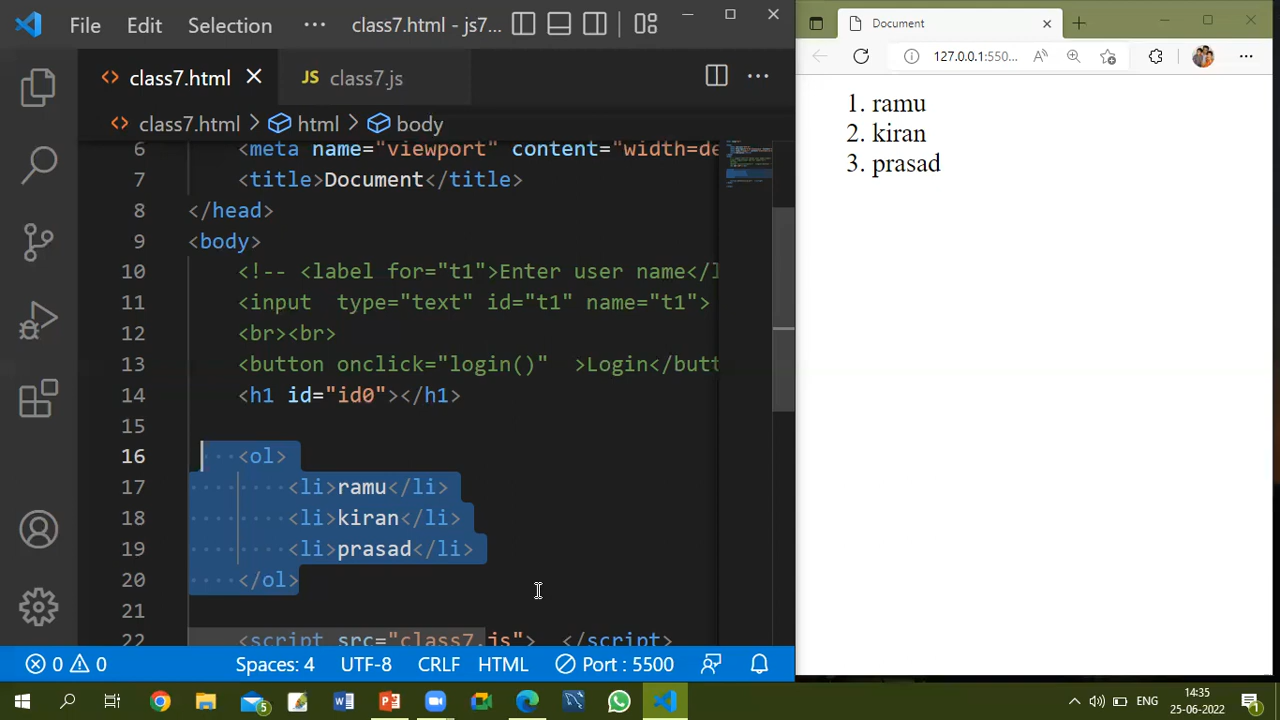 File Edit Selection ··· class7.html - js7...
class7.html JS class7.js
class7.html > html > body
6 <meta name="viewport" content="width=de
7 <title>Document</title>
8 </head>
9 <body>
10 <!-- <label for="t1">Enter user name</l
11 <input  type="text" id="t1" name="t1">
12 <br><br>
13 <button onclick="login()"  >Login</butt
14 <h1 id="id0"></h1>
15
16 <ol>
17 <li>ramu</li>
18 <li>kiran</li>
19 <li>prasad</li>
20 </ol>
21
22 <script src="class7.js">  </script>
0 0 Spaces: 4 UTF-8 CRLF HTML Port : 5500
Document
127.0.0.1:550...
1. ramu
2. kiran
3. prasad
5 ENG 14:35
25-06-2022 1